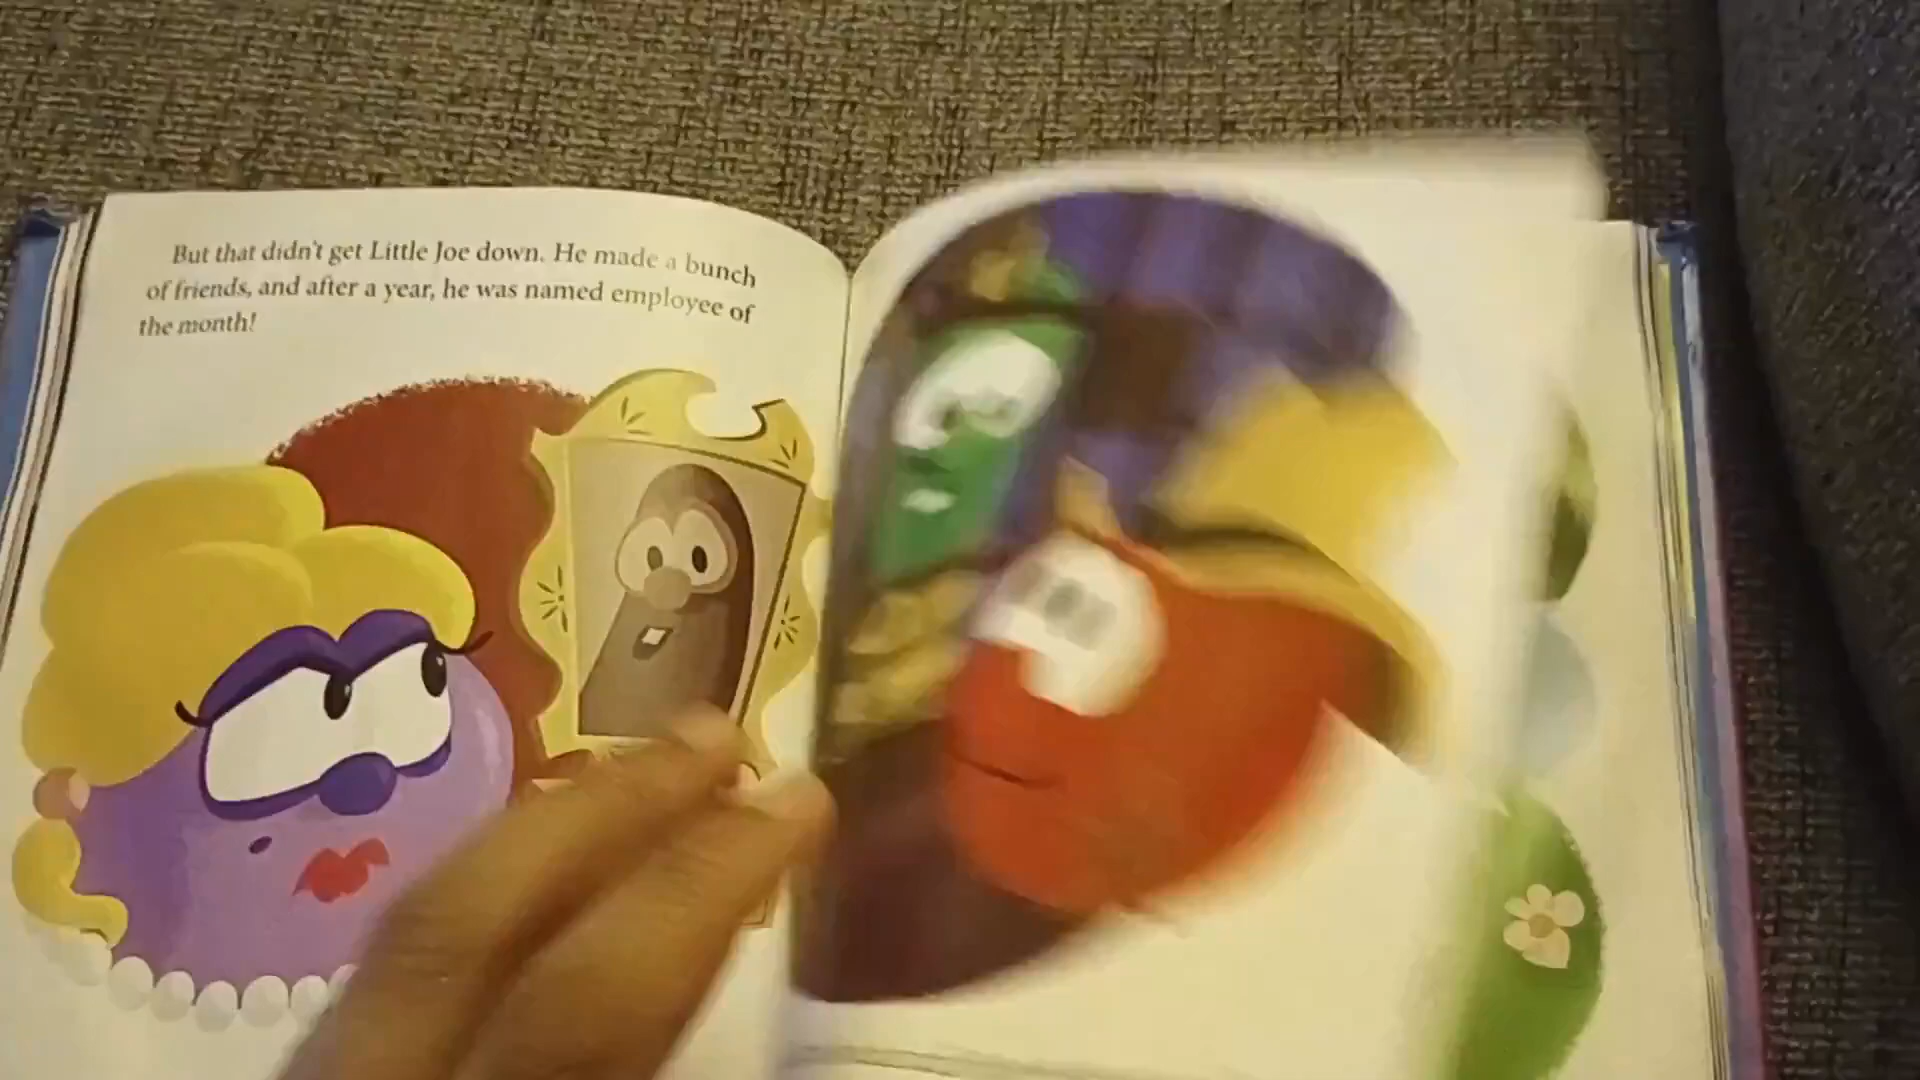 But that didn't get Little Joe down. He made a bunch
of friends, and after a year, he was named employee of
the month!